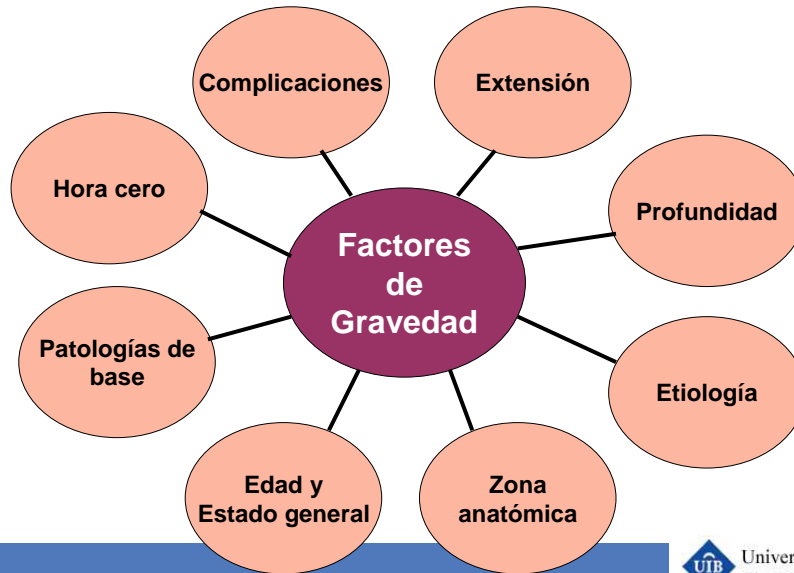 Complicaciones
Extensión
Hora cero
Profundidad
Factores
de
Gravedad
Patologías de
base
Etiología
Edad y
Estado general
Zona
anatómica
UIB